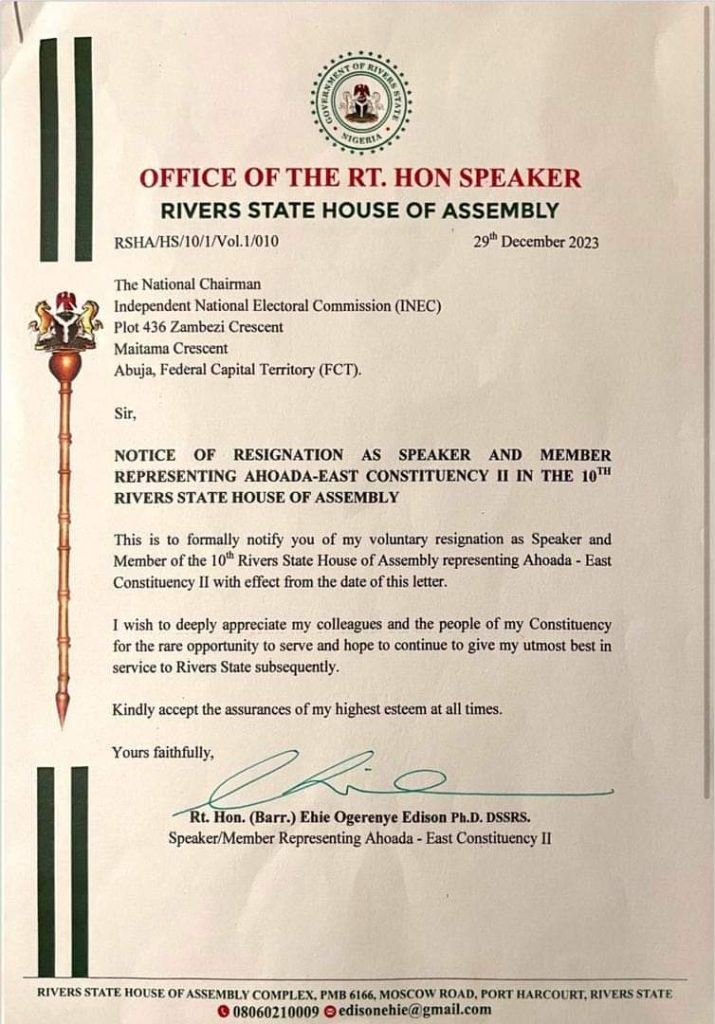 GOVERNMENT OF RIVERS STATE
NIGERIA
OFFICE OF THE RT. HON SPEAKER
RIVERS STATE HOUSE OF ASSEMBLY
RSHA/HS/10/1/Vol.1/010 29th December 2023
The National Chairman
Independent National Electoral Commission (INEC)
Plot 436 Zambezi Crescent
Maitama Crescent
Abuja, Federal Capital Territory (FCT).
Sir,
NOTICE OF RESIGNATION AS SPEAKER AND MEMBER
REPRESENTING AHOADA-EAST CONSTITUENCY II IN THE 10TH
RIVERS STATE HOUSE OF ASSEMBLY
This is to formally notify you of my voluntary resignation as Speaker and
Member of the 10th Rivers State House of Assembly representing Ahoada - East
Constituency II with effect from the date of this letter.
I wish to deeply appreciate my colleagues and the people of my Constituency
for the rare opportunity to serve and hope to continue to give my utmost best in
service to Rivers State subsequently.
Kindly accept the assurances of my highest esteem at all times.
Yours faithfully,
Rt. Hon. (Barr.) Ehie Ogerenye Edison Ph.D. DSSRS.
Speaker/Member Representing Ahoada - East Constituency II
RIVERS STATE HOUSE OF ASSEMBLY COMPLEX, PMB 6166, MOSCOW ROAD, PORT HARCOURT, RIVERS STATE
08060210009 edisonehie@gmail.com